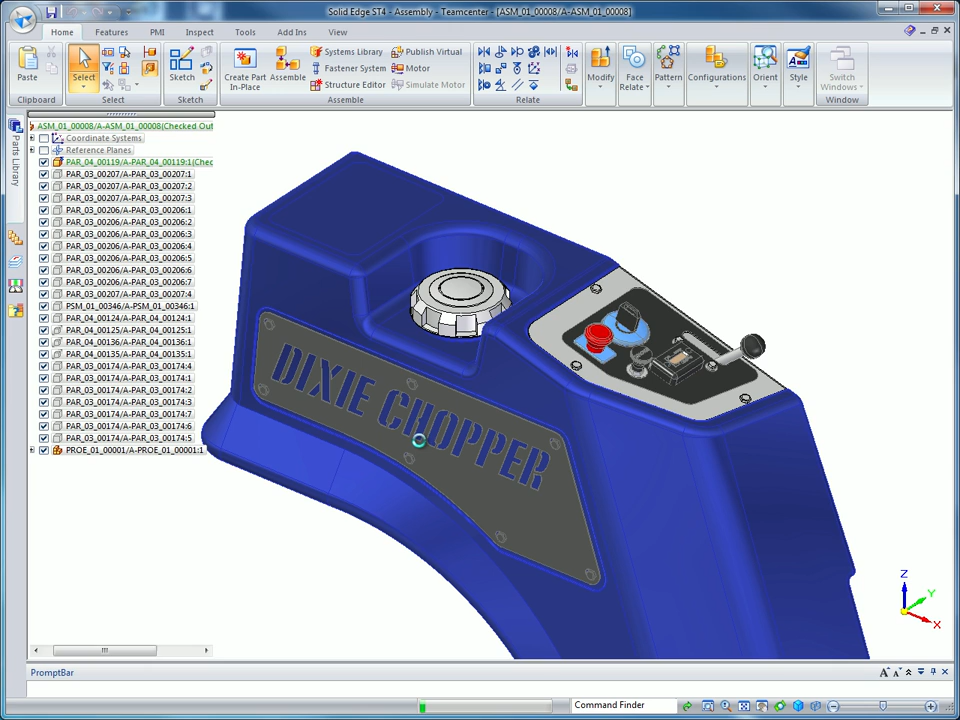 Solid Edge ST4 - Assembly - Teamcenter - [ASM_01_00008/A-ASM_01_00008]
Home Features PMI Inspect Tools Add Ins View
Paste
Clipboard
Select
Select
Sketch
Sketch
Create Part In-Place
Assemble
Systems Library
Fastener System
Structure Editor
Publish Virtual
Motor
Simulate Motor
Assemble
Relate
Modify
Face Relate
Pattern
Configurations
Orient
Style
Switch Windows
Window
Parts Library
ASM_01_00008/A-ASM_01_00008(Checked Out
Coordinate Systems
Reference Planes
PAR_04_00119/A-PAR_04_00119:1(Chec
PAR_03_00207/A-PAR_03_00207:1
PAR_03_00207/A-PAR_03_00207:2
PAR_03_00207/A-PAR_03_00207:3
PAR_03_00206/A-PAR_03_00206:1
PAR_03_00206/A-PAR_03_00206:2
PAR_03_00206/A-PAR_03_00206:3
PAR_03_00206/A-PAR_03_00206:4
PAR_03_00206/A-PAR_03_00206:5
PAR_03_00206/A-PAR_03_00206:6
PAR_03_00206/A-PAR_03_00206:7
PAR_03_00207/A-PAR_03_00207:4
PSM_01_00346/A-PSM_01_00346:1
PAR_04_00124/A-PAR_04_00124:1
PAR_04_00125/A-PAR_04_00125:1
PAR_04_00136/A-PAR_04_00136:1
PAR_04_00135/A-PAR_04_00135:1
PAR_03_00174/A-PAR_03_00174:4
PAR_03_00174/A-PAR_03_00174:1
PAR_03_00174/A-PAR_03_00174:2
PAR_03_00174/A-PAR_03_00174:3
PAR_03_00174/A-PAR_03_00174:7
PAR_03_00174/A-PAR_03_00174:6
PAR_03_00174/A-PAR_03_00174:5
PROE_01_00001/A-PROE_01_00001:1
DIXIE CHOPPER
Z
Y
X
PromptBar
Command Finder